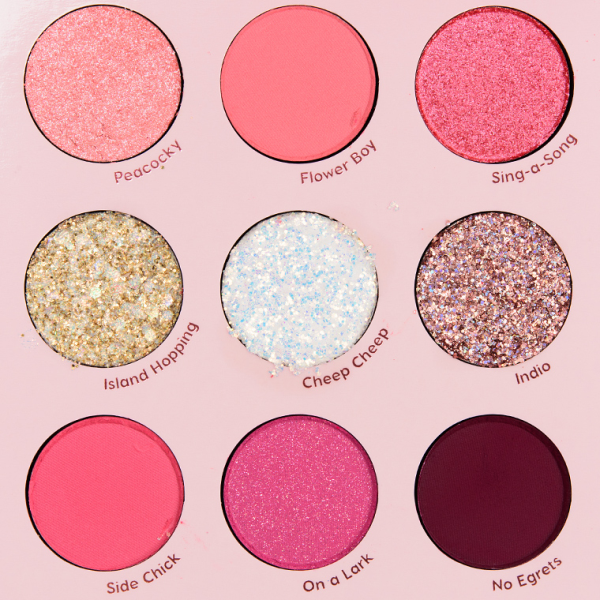 Peacocky
Flower Boy
Sing-a-Song
Island Hopping
Cheep Cheep
Indio
Side Chick
On a Lark
No Egrets